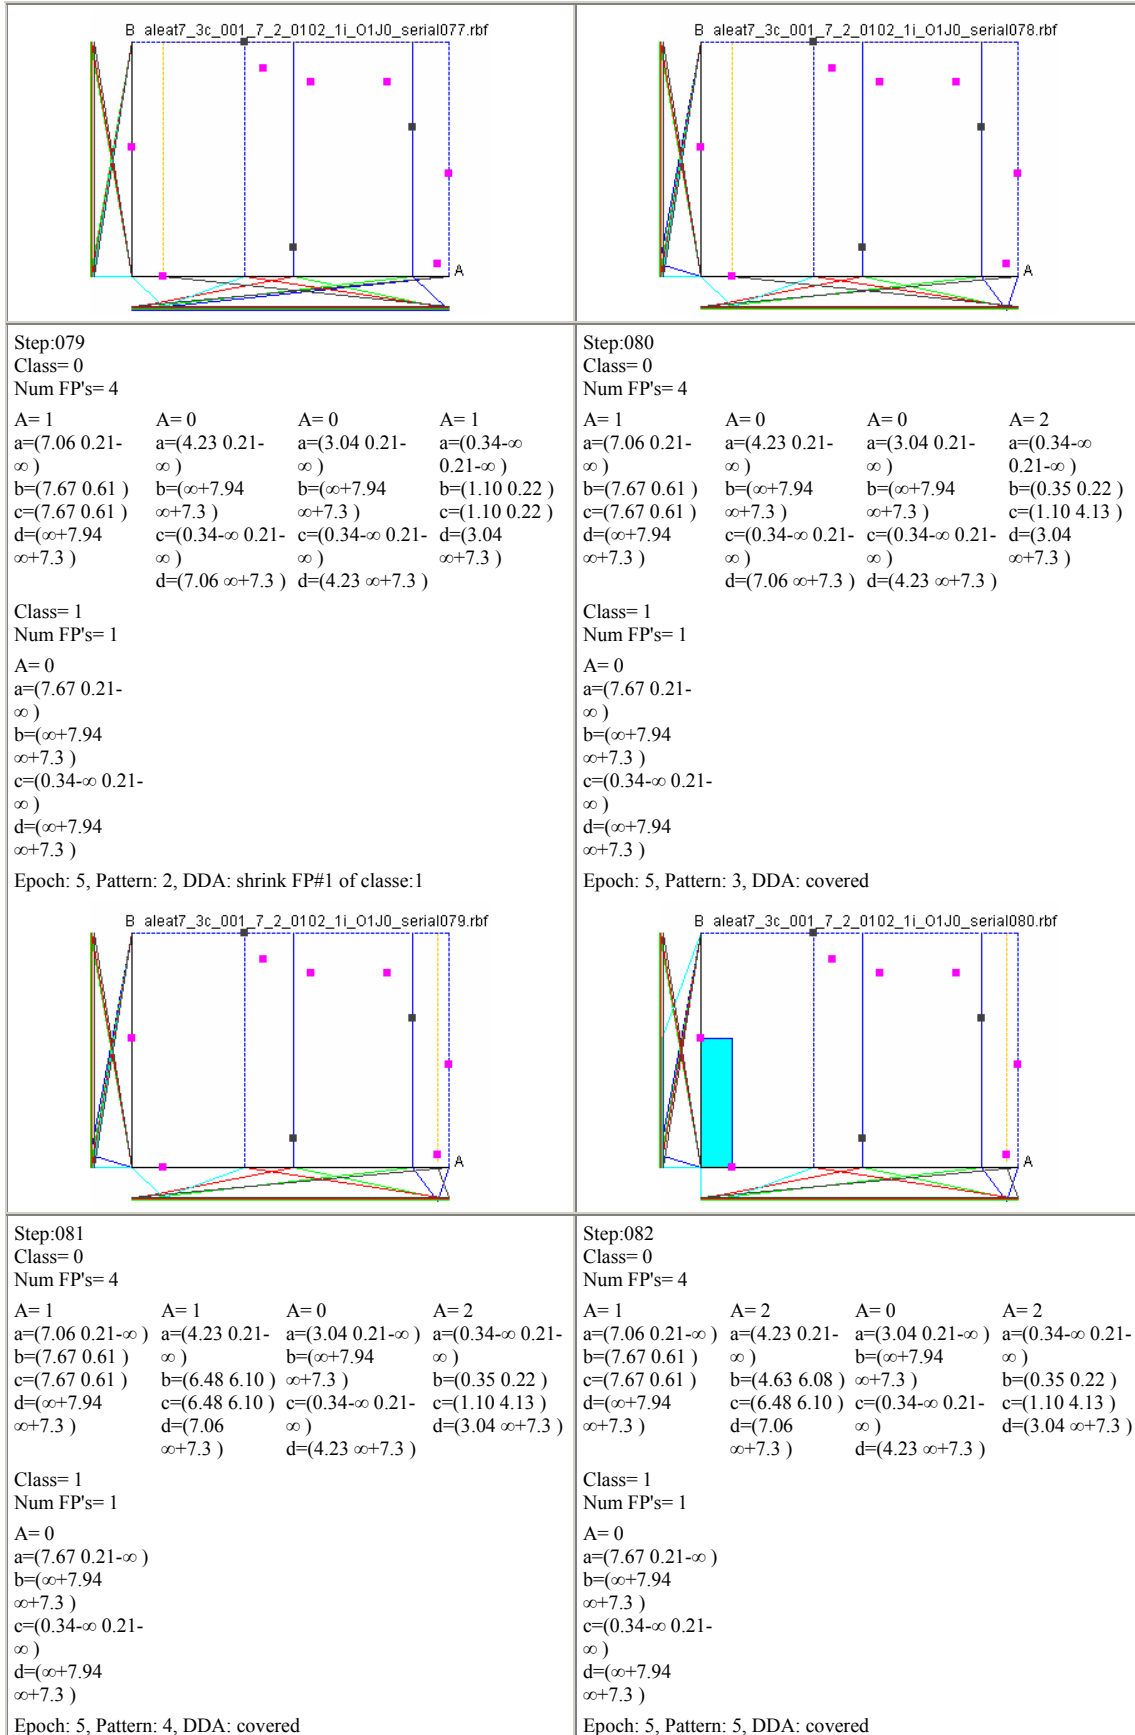 B aleat7_3c_001_7_2_0102_1i_O1J0_serial077.rbf
A
B aleat7_3c_001_7_2_0102_1i_O1J0_serial078.rbf
A
Step:079
Class= 0
Num FP's= 4
A= 1 A= 0 A= 0 A= 1
a=(7.06 0.21- a=(4.23 0.21- a=(3.04 0.21- a=(0.34-∞
∞ ) ∞ ) ∞ ) 0.21-∞ )
b=(7.67 0.61 ) b=(∞+7.94 b=(∞+7.94 b=(1.10 0.22 )
c=(7.67 0.61 ) ∞+7.3 ) ∞+7.3 ) c=(1.10 0.22 )
d=(∞+7.94 c=(0.34-∞ 0.21- c=(0.34-∞ 0.21- d=(3.04
∞+7.3 ) ∞ ) ∞ ) ∞+7.3 )
d=(7.06 ∞+7.3 ) d=(4.23 ∞+7.3 )
Class= 1
Num FP's= 1
A= 0
a=(7.67 0.21-
∞ )
b=(∞+7.94
∞+7.3 )
c=(0.34-∞ 0.21-
∞ )
d=(∞+7.94
∞+7.3 )
Epoch: 5, Pattern: 2, DDA: shrink FP#1 of classe:1
B aleat7_3c_001_7_2_0102_1i_O1J0_serial079.rbf
A
Step:080
Class= 0
Num FP's= 4
A= 1 A= 0 A= 0 A= 2
a=(7.06 0.21- a=(4.23 0.21- a=(3.04 0.21- a=(0.34-∞
∞ ) ∞ ) ∞ ) 0.21-∞ )
b=(7.67 0.61 ) b=(∞+7.94 b=(∞+7.94 b=(0.35 0.22 )
c=(7.67 0.61 ) ∞+7.3 ) ∞+7.3 ) c=(1.10 4.13 )
d=(∞+7.94 c=(0.34-∞ 0.21- c=(0.34-∞ 0.21- d=(3.04
∞+7.3 ) ∞ ) ∞ ) ∞+7.3 )
d=(7.06 ∞+7.3 ) d=(4.23 ∞+7.3 )
Class= 1
Num FP's= 1
A= 0
a=(7.67 0.21-
∞ )
b=(∞+7.94
∞+7.3 )
c=(0.34-∞ 0.21-
∞ )
d=(∞+7.94
∞+7.3 )
Epoch: 5, Pattern: 3, DDA: covered
B aleat7_3c_001_7_2_0102_1i_O1J0_serial080.rbf
A
Step:081
Class= 0
Num FP's= 4
A= 1 A= 1 A= 0 A= 2
a=(7.06 0.21-∞ ) a=(4.23 0.21- a=(3.04 0.21-∞ ) a=(0.34-∞ 0.21-
b=(7.67 0.61 ) ∞ ) b=(∞+7.94 ∞ )
c=(7.67 0.61 ) b=(6.48 6.10 ) ∞+7.3 ) b=(0.35 0.22 )
d=(∞+7.94 c=(6.48 6.10 ) c=(0.34-∞ 0.21- c=(1.10 4.13 )
∞+7.3 ) d=(7.06 ∞ ) d=(3.04 ∞+7.3 )
∞+7.3 ) d=(4.23 ∞+7.3 )
Class= 1
Num FP's= 1
A= 0
a=(7.67 0.21-∞ )
b=(∞+7.94
∞+7.3 )
c=(0.34-∞ 0.21-
∞ )
d=(∞+7.94
∞+7.3 )
Epoch: 5, Pattern: 4, DDA: covered
Step:082
Class= 0
Num FP's= 4
A= 1 A= 2 A= 0 A= 2
a=(7.06 0.21-∞ ) a=(4.23 0.21- a=(3.04 0.21-∞ ) a=(0.34-∞ 0.21-
b=(7.67 0.61 ) ∞ ) b=(∞+7.94 ∞ )
c=(7.67 0.61 ) b=(4.63 6.08 ) ∞+7.3 ) b=(0.35 0.22 )
d=(∞+7.94 c=(6.48 6.10 ) c=(0.34-∞ 0.21- c=(1.10 4.13 )
∞+7.3 ) d=(7.06 ∞ ) d=(3.04 ∞+7.3 )
∞+7.3 ) d=(4.23 ∞+7.3 )
Class= 1
Num FP's= 1
A= 0
a=(7.67 0.21-∞ )
b=(∞+7.94
∞+7.3 )
c=(0.34-∞ 0.21-
∞ )
d=(∞+7.94
∞+7.3 )
Epoch: 5, Pattern: 5, DDA: covered